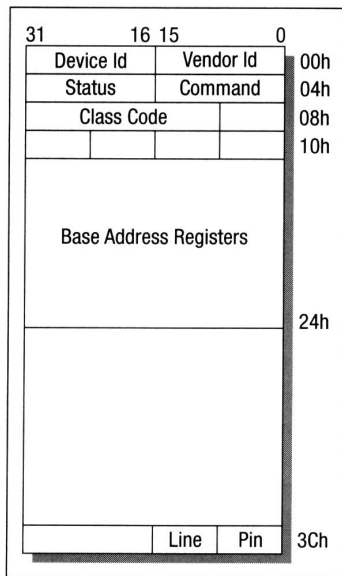 31 16 15 0
Device Id Vendor Id 00h
Status Command 04h
Class Code 08h
10h
Base Address Registers
24h
Line Pin 3Ch